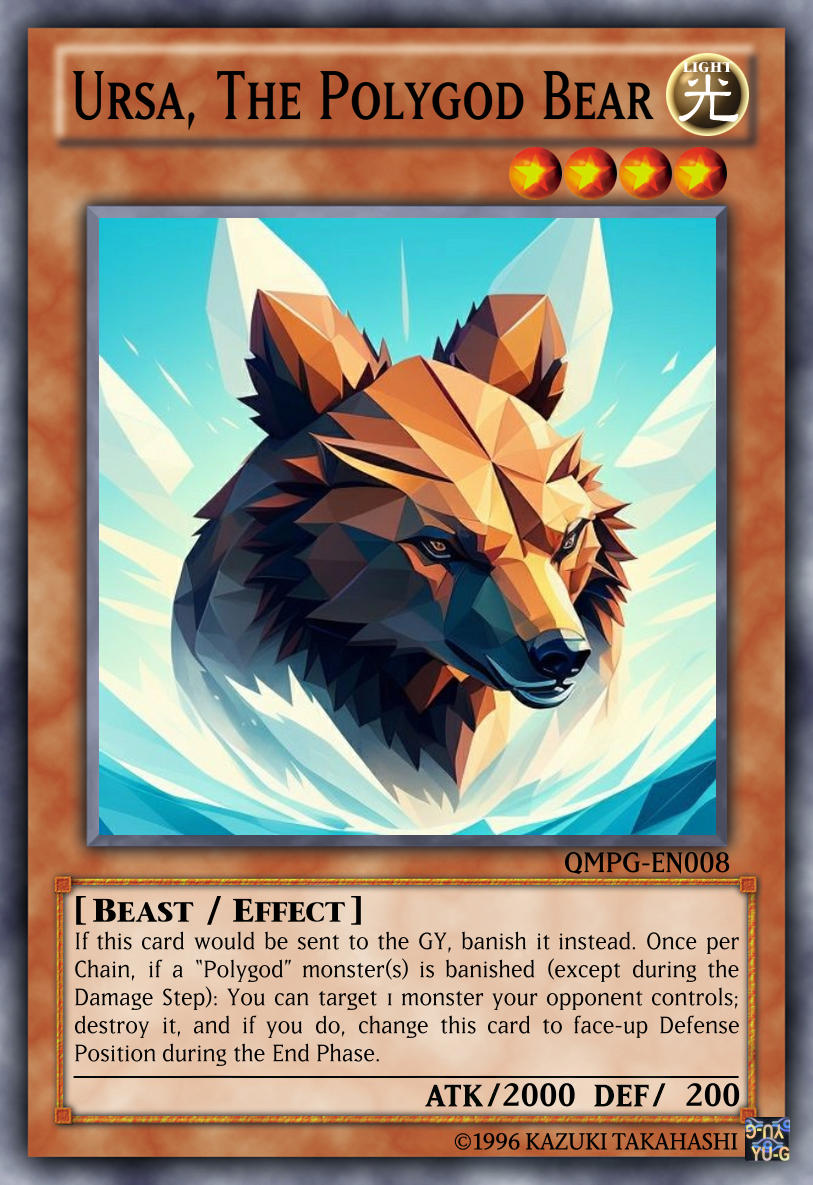 Ursa, The Polygod Bear
LIGHT
光
QMPG-EN008
[ Beast / Effect ]
If this card would be sent to the GY, banish it instead. Once per
Chain, if a "Polygod" monster(s) is banished (except during the
Damage Step): You can target 1 monster your opponent controls;
destroy it, and if you do, change this card to face-up Defense
Position during the End Phase.
ATK/2000 DEF/ 200
©1996 KAZUKI TAKAHASHI
YU-G
YU-G